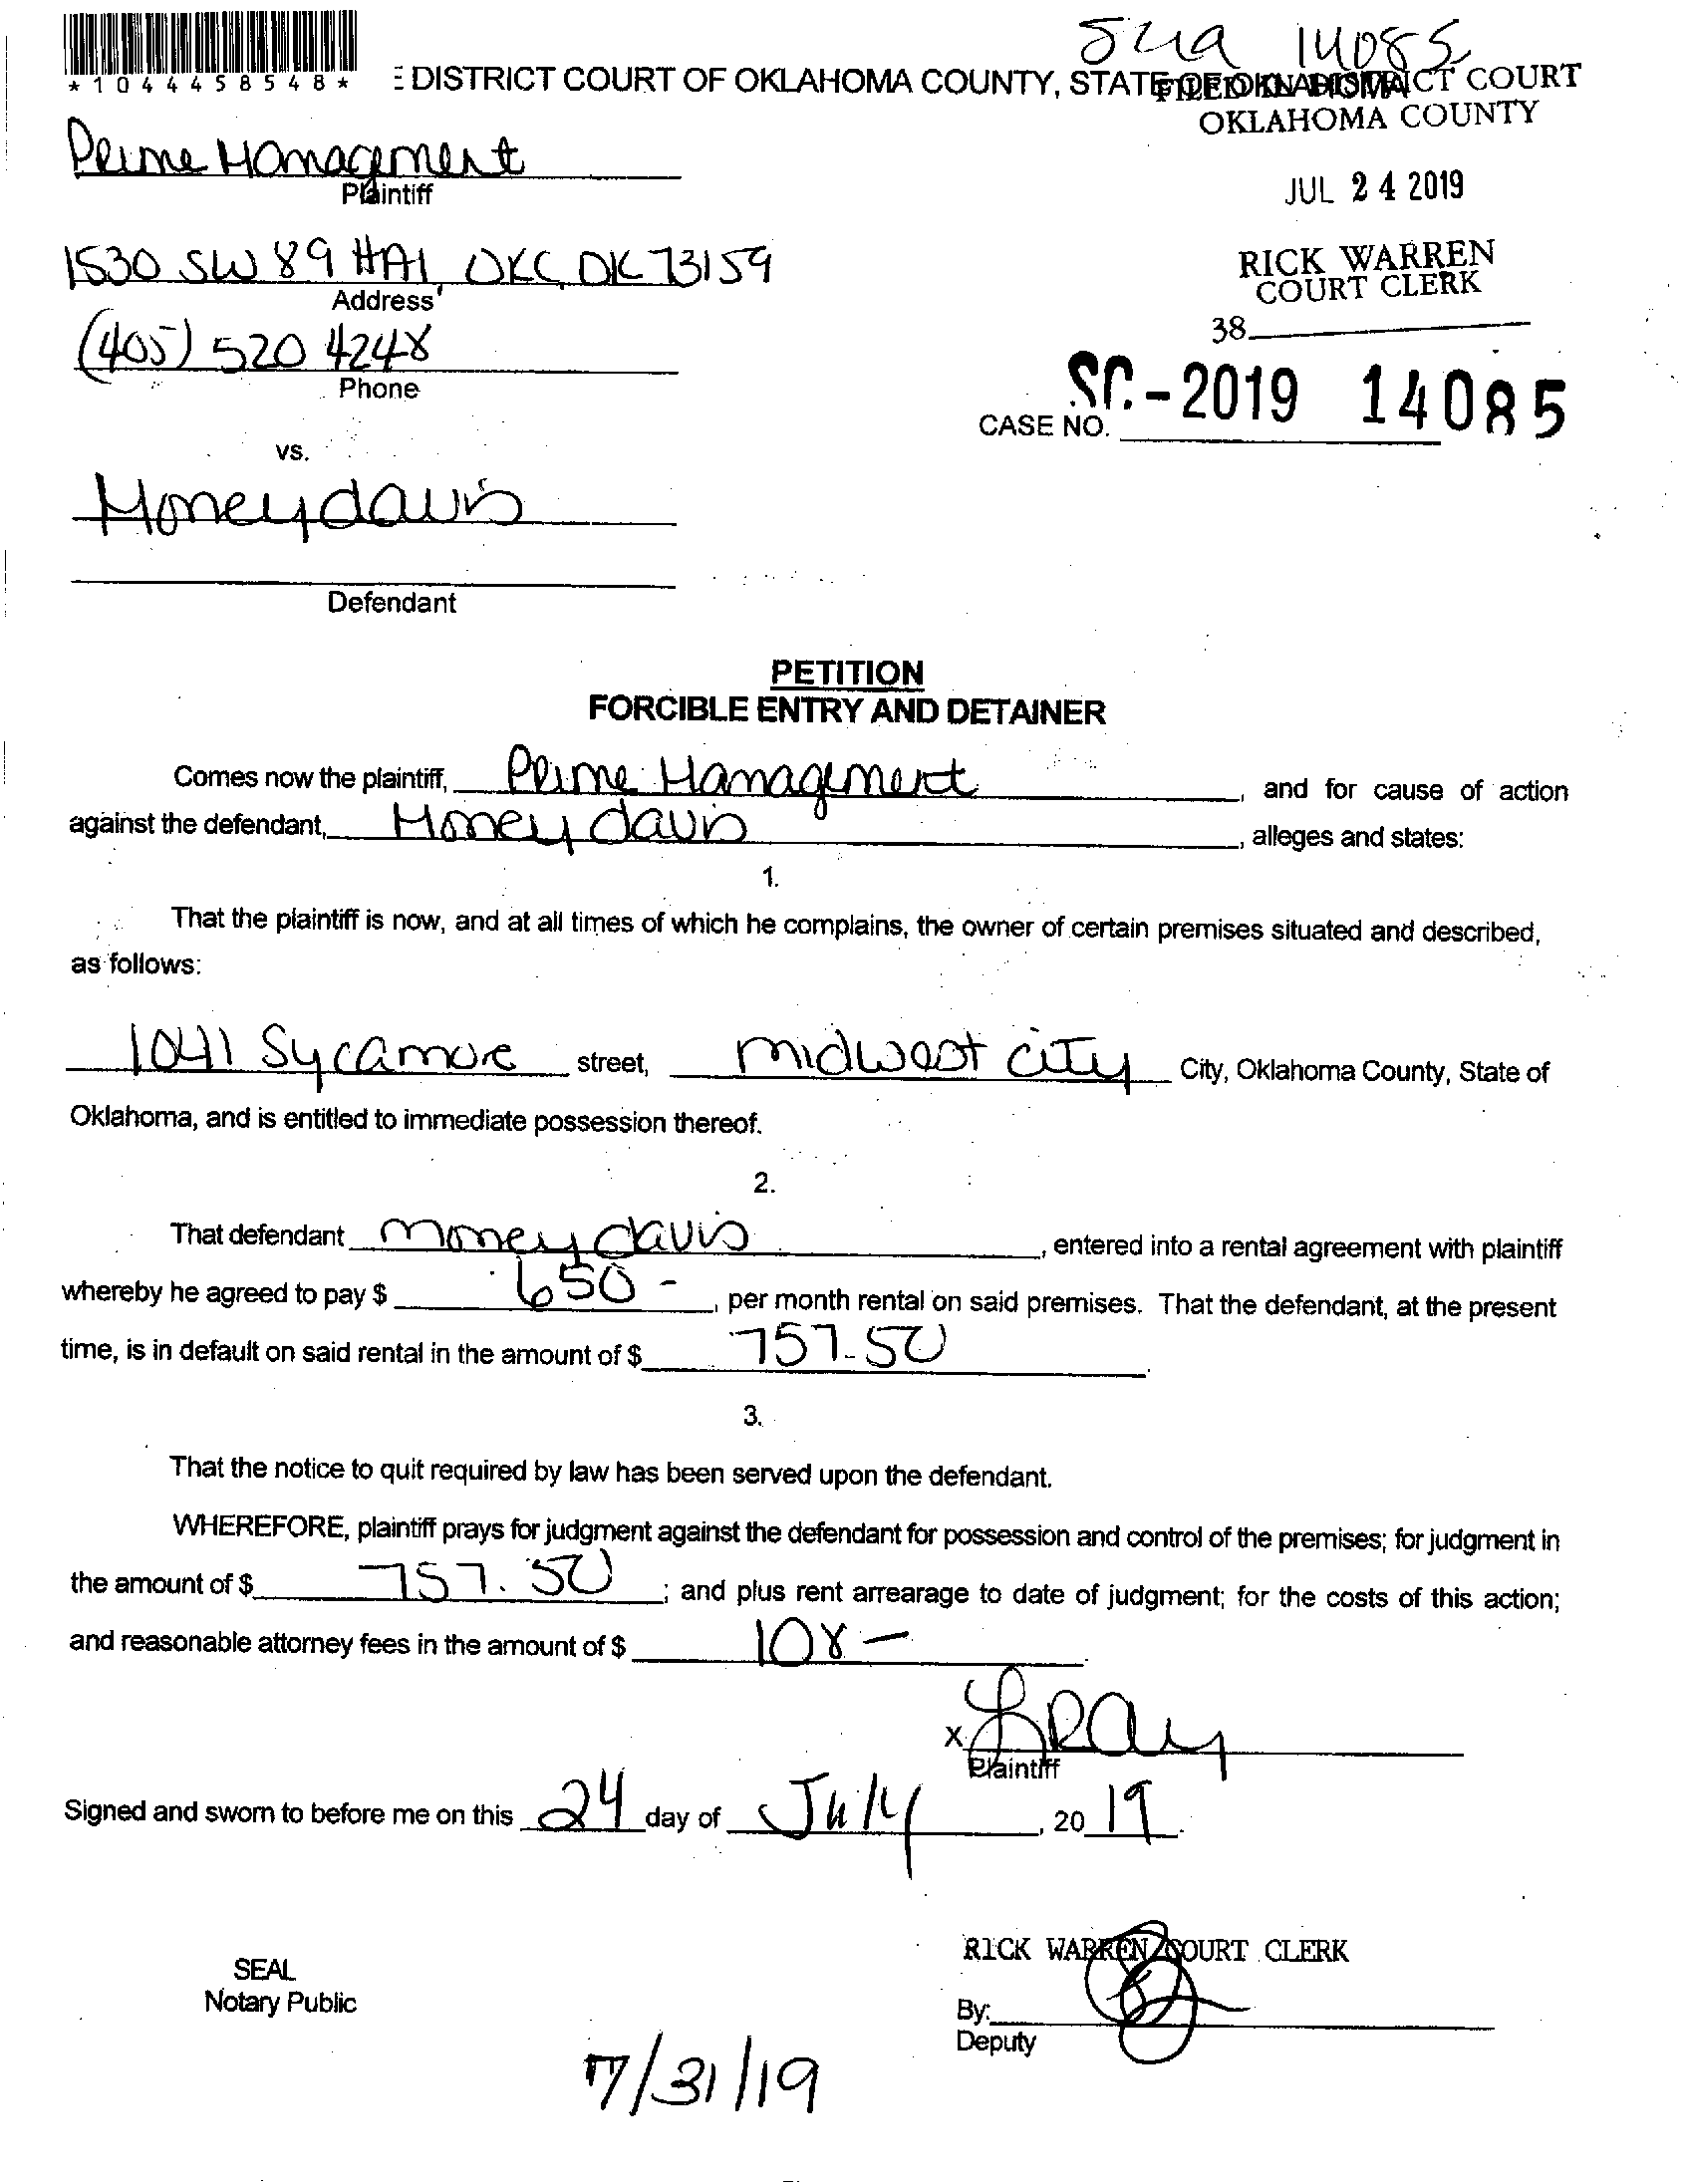 14085
*1044458548*
DISTRICT COURT OF OKLAHOMA COUNTY, STATE OF OKLAHOMA
FILED IN DISTRICT COURT
OKLAHOMA COUNTY
Prime Management
Plaintiff
JUL 24 2019
1530 SW 89 #A1 OKC, OK 73159
Address
RICK WARREN
COURT CLERK
(405) 520 4248
Phone
38
CASE NO. SC-2019 14085
vs.
Money davis
Defendant
PETITION
FORCIBLE ENTRY AND DETAINER
Comes now the plaintiff, Prime Management, and for cause of action
against the defendant, Money davis, alleges and states:
1.
That the plaintiff is now, and at all times of which he complains, the owner of certain premises situated and described,
as follows:
1041 Sycamore street, midwest city City, Oklahoma County, State of
Oklahoma, and is entitled to immediate possession thereof.
2.
That defendant money davis, entered into a rental agreement with plaintiff
whereby he agreed to pay $ 650-, per month rental on said premises. That the defendant, at the present
time, is in default on said rental in the amount of $ 757.50.
3.
That the notice to quit required by law has been served upon the defendant.
WHEREFORE, plaintiff prays for judgment against the defendant for possession and control of the premises; for judgment in
the amount of $ 757.50; and plus rent arrearage to date of judgment; for the costs of this action;
and reasonable attorney fees in the amount of $ 108-.
X LRay
Plaintiff
Signed and sworn to before me on this 24 day of July, 2019.
RICK WARREN COURT CLERK
SEAL
Notary Public
By:
Deputy
7/31/19